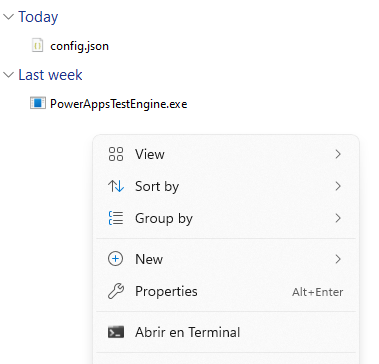 Today
config.json
Last week
PowerAppsTestEngine.exe
View
Sort by
Group by
New
Properties Alt+Enter
Abrir en Terminal